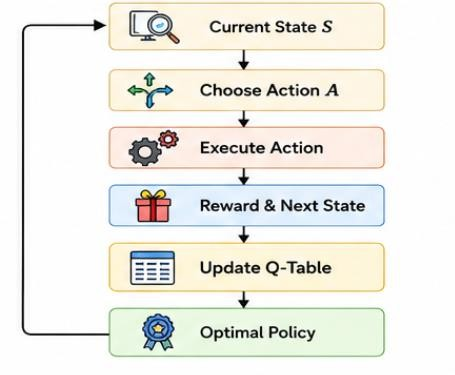 Current State S
Choose Action A
Execute Action
Reward & Next State
Update Q-Table
Optimal Policy